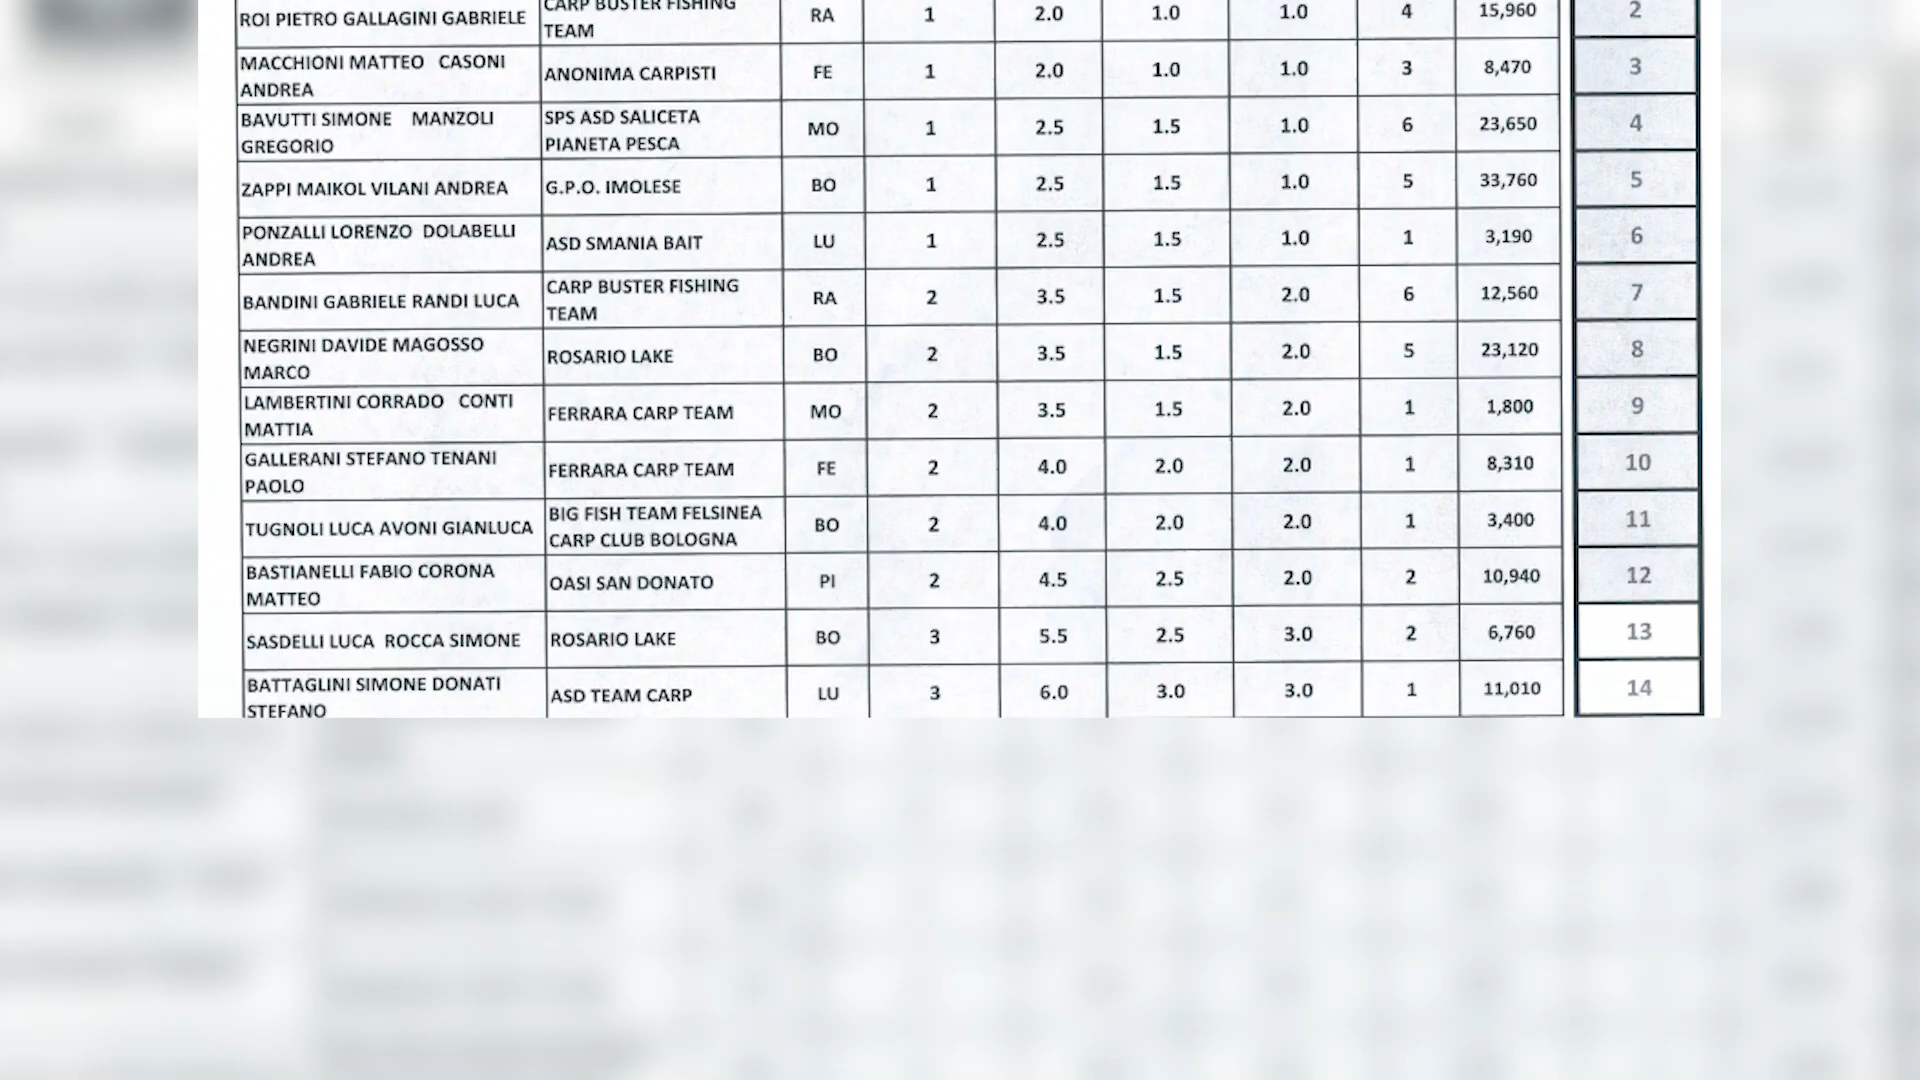 ROI PIETRO GALLAGINI GABRIELE CARP BUSTER FISHING TEAM RA 1 2.0 1.0 1.0 4 15,960 2
MACCHIONI MATTEO CASONI ANDREA ANONIMA CARPISTI FE 1 2.0 1.0 1.0 3 8,470 3
BAVUTTI SIMONE MANZOLI GREGORIO SPS ASD SALICETA PIANETA PESCA MO 1 2.5 1.5 1.0 6 23,650 4
ZAPPI MAIKOL VILANI ANDREA G.P.O. IMOLESE BO 1 2.5 1.5 1.0 5 33,760 5
PONZALLI LORENZO DOLABELLI ANDREA ASD SMANIA BAIT LU 1 2.5 1.5 1.0 1 3,190 6
BANDINI GABRIELE RANDI LUCA CARP BUSTER FISHING TEAM RA 2 3.5 1.5 2.0 6 12,560 7
NEGRINI DAVIDE MAGOSSO MARCO ROSARIO LAKE BO 2 3.5 1.5 2.0 5 23,120 8
LAMBERTINI CORRADO CONTI MATTIA FERRARA CARP TEAM MO 2 3.5 1.5 2.0 1 1,800 9
GALLERANI STEFANO TENANI PAOLO FERRARA CARP TEAM FE 2 4.0 2.0 2.0 1 8,310 10
TUGNOLI LUCA AVONI GIANLUCA BIG FISH TEAM FELSINEA CARP CLUB BOLOGNA BO 2 4.0 2.0 2.0 1 3,400 11
BASTIANELLI FABIO CORONA MATTEO OASI SAN DONATO PI 2 4.5 2.5 2.0 2 10,940 12
SASDELLI LUCA ROCCA SIMONE ROSARIO LAKE BO 3 5.5 2.5 3.0 2 6,760 13
BATTAGLINI SIMONE DONATI STEFANO ASD TEAM CARP LU 3 6.0 3.0 3.0 1 11,010 14